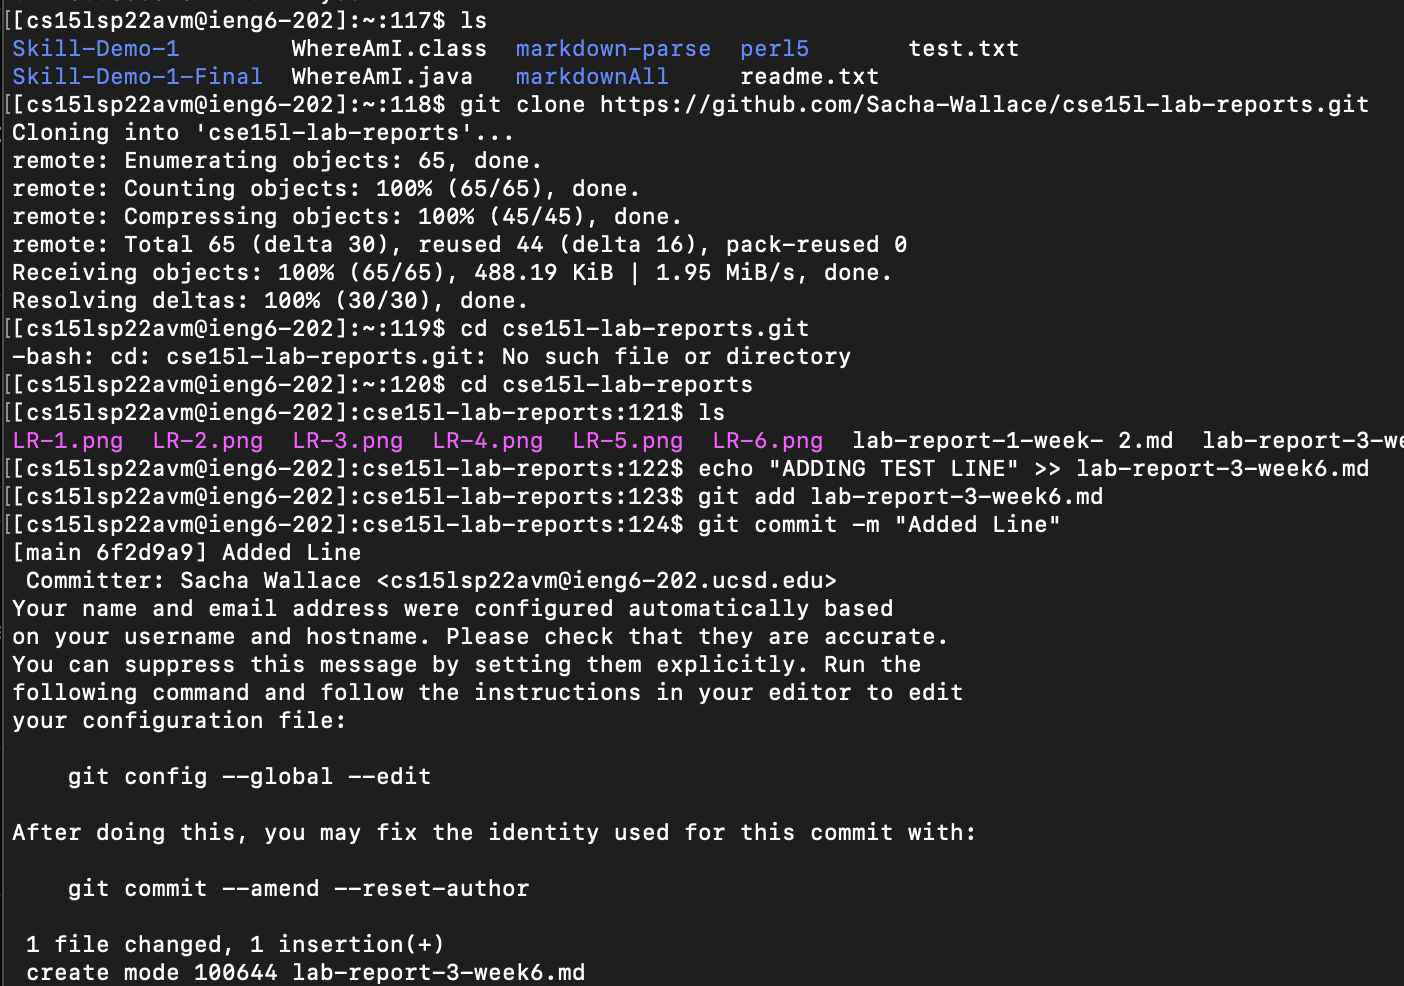 [[cs15lsp22avm@ieng6-202]:~:117$ ls
Skill-Demo-1        WhereAmI.class  markdown-parse  perl5       test.txt
Skill-Demo-1-Final  WhereAmI.java   markdownAll     readme.txt
[[cs15lsp22avm@ieng6-202]:~:118$ git clone https://github.com/Sacha-Wallace/cse15l-lab-reports.git
Cloning into 'cse15l-lab-reports'...
remote: Enumerating objects: 65, done.
remote: Counting objects: 100% (65/65), done.
remote: Compressing objects: 100% (45/45), done.
remote: Total 65 (delta 30), reused 44 (delta 16), pack-reused 0
Receiving objects: 100% (65/65), 488.19 KiB | 1.95 MiB/s, done.
Resolving deltas: 100% (30/30), done.
[[cs15lsp22avm@ieng6-202]:~:119$ cd cse15l-lab-reports.git
-bash: cd: cse15l-lab-reports.git: No such file or directory
[[cs15lsp22avm@ieng6-202]:~:120$ cd cse15l-lab-reports
[[cs15lsp22avm@ieng6-202]:cse15l-lab-reports:121$ ls
LR-1.png  LR-2.png  LR-3.png  LR-4.png  LR-5.png  LR-6.png  lab-report-1-week- 2.md  lab-report-3-we
[[cs15lsp22avm@ieng6-202]:cse15l-lab-reports:122$ echo "ADDING TEST LINE" >> lab-report-3-week6.md
[[cs15lsp22avm@ieng6-202]:cse15l-lab-reports:123$ git add lab-report-3-week6.md
[[cs15lsp22avm@ieng6-202]:cse15l-lab-reports:124$ git commit -m "Added Line"
[main 6f2d9a9] Added Line
 Committer: Sacha Wallace <cs15lsp22avm@ieng6-202.ucsd.edu>
Your name and email address were configured automatically based
on your username and hostname. Please check that they are accurate.
You can suppress this message by setting them explicitly. Run the
following command and follow the instructions in your editor to edit
your configuration file:

    git config --global --edit

After doing this, you may fix the identity used for this commit with:

    git commit --amend --reset-author

 1 file changed, 1 insertion(+)
 create mode 100644 lab-report-3-week6.md